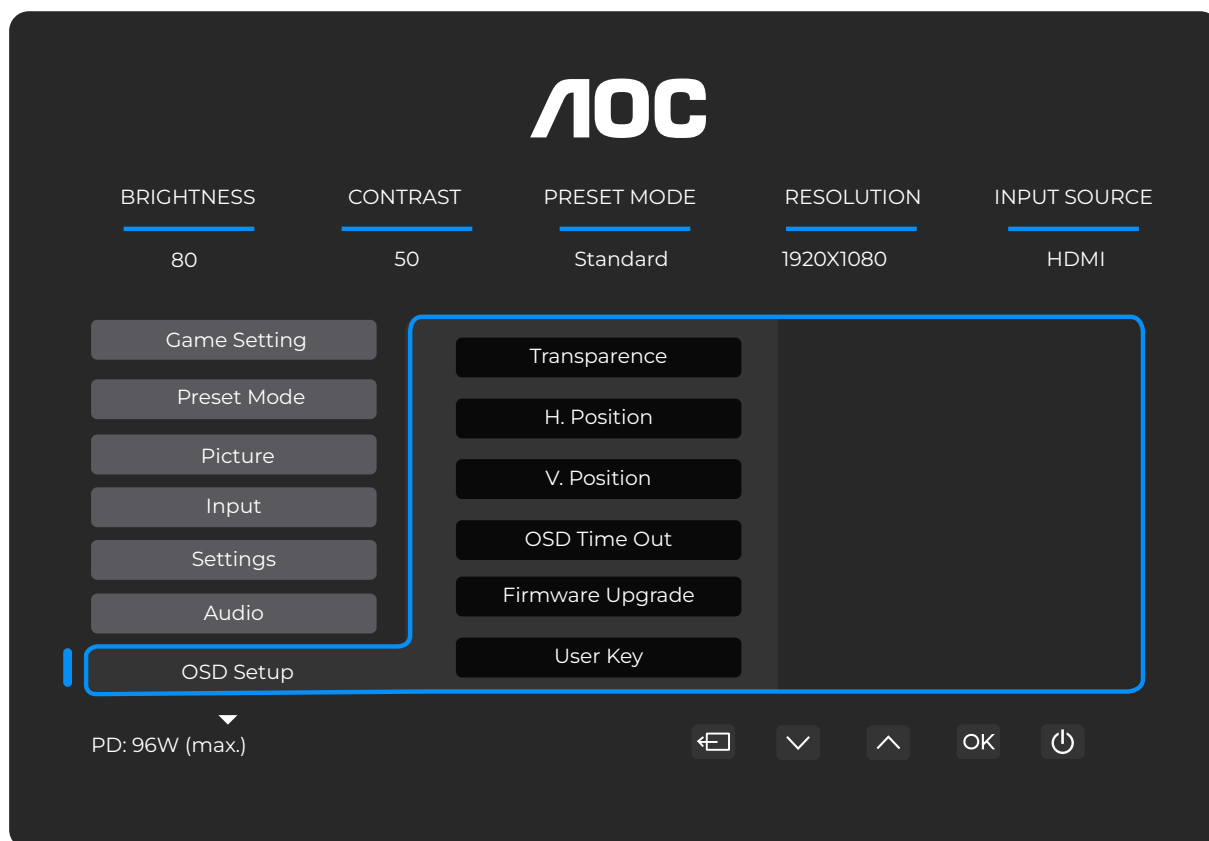 AOC
BRIGHTNESS CONTRAST PRESET MODE RESOLUTION INPUT SOURCE
80 50 Standard 1920X1080 HDMI
Game Setting
Preset Mode
Picture
Input
Settings
Audio
OSD Setup
Transparence
H. Position
V. Position
OSD Time Out
Firmware Upgrade
User Key
PD: 96W (max.)
OK